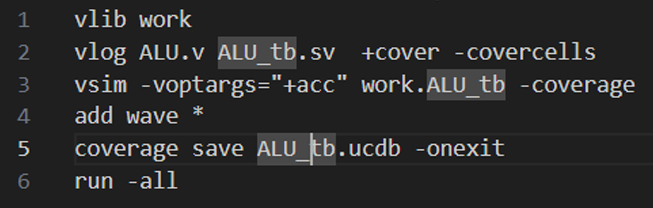 1 vlib work
2 vlog ALU.v ALU_tb.sv  +cover -covercells
3 vsim -voptargs="+acc" work.ALU_tb -coverage
4 add wave *
5 coverage save ALU_tb.ucdb -onexit
6 run -all